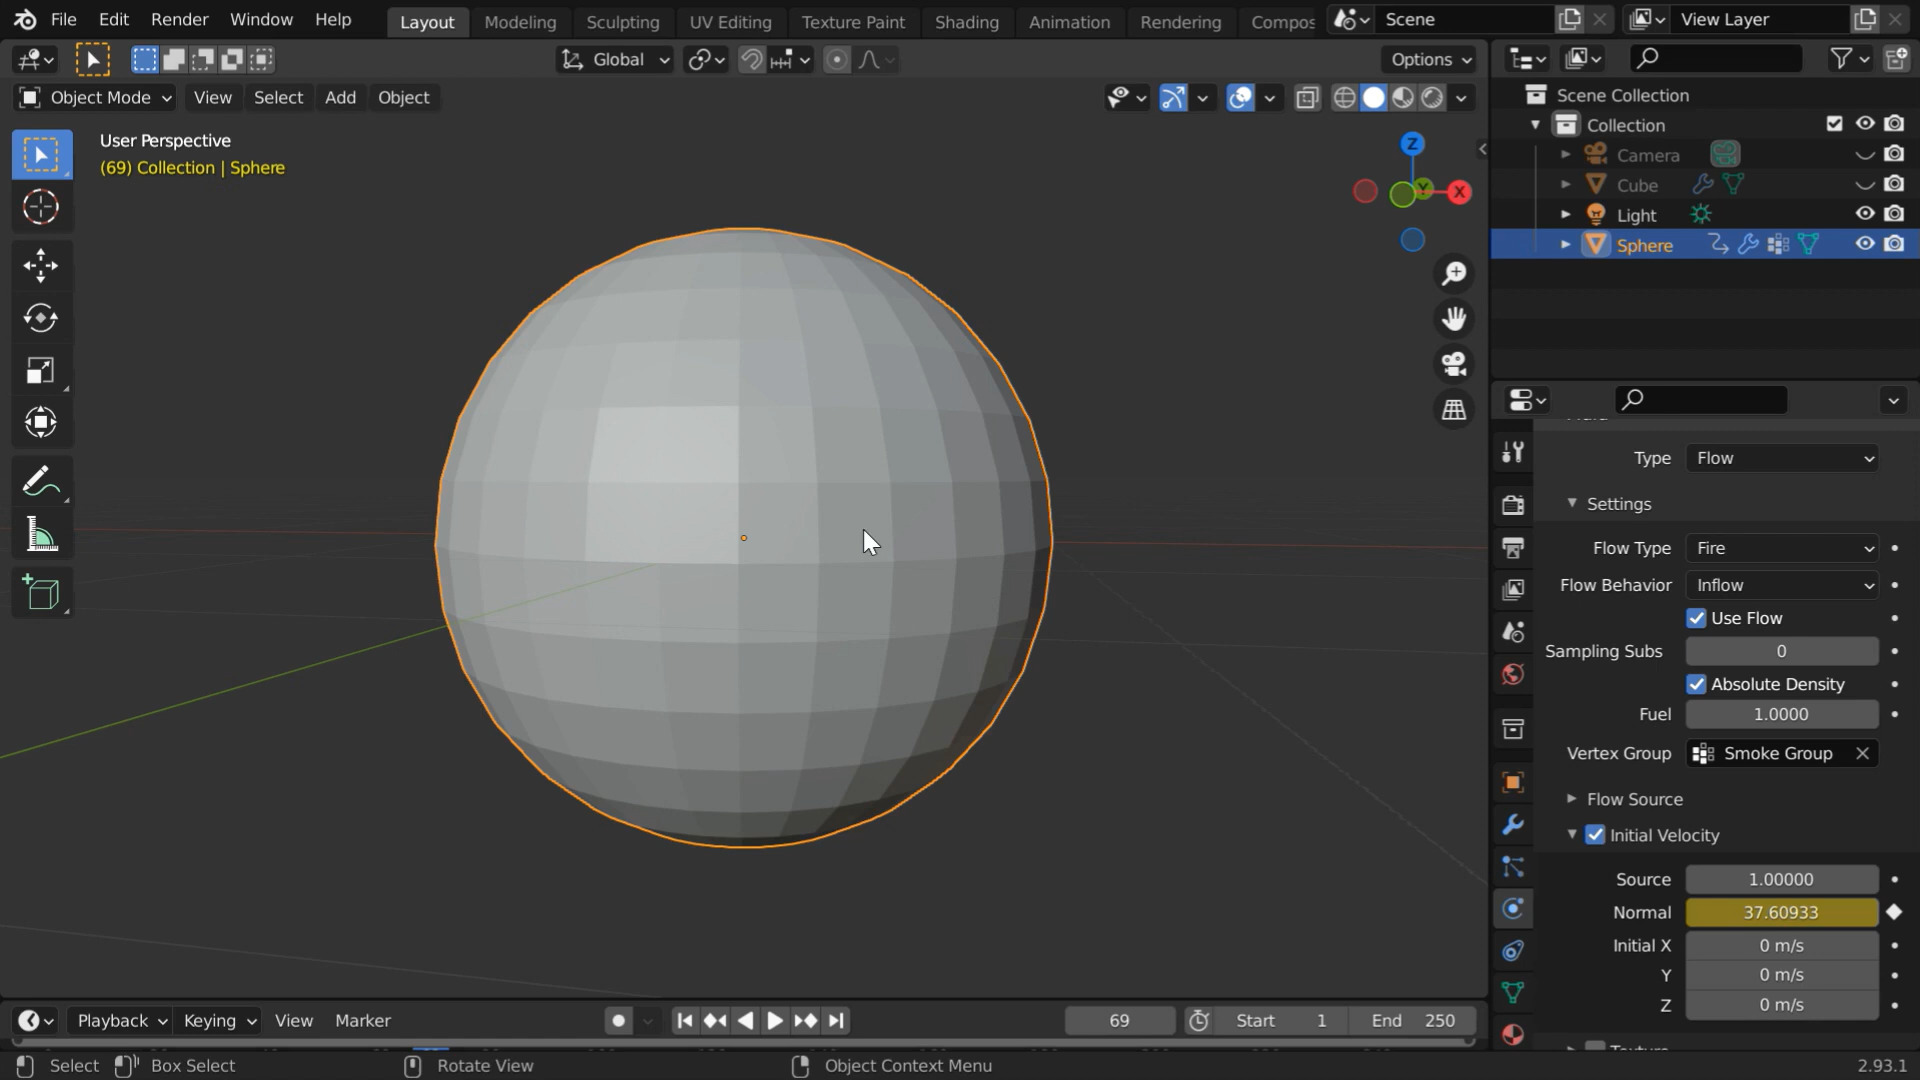 File Edit Render Window Help Layout Modeling Sculpting UV Editing Texture Paint Shading Animation Rendering Compos Scene View Layer
Global Options
Object Mode View Select Add Object
User Perspective
(69) Collection | Sphere
Z
Y X
Scene Collection
Collection
Camera
Cube
Light
Sphere
Type Flow
Settings
Flow Type Fire
Flow Behavior Inflow
Use Flow
Sampling Subs 0
Absolute Density
Fuel 1.0000
Vertex Group Smoke Group
Flow Source
Initial Velocity
Source 1.00000
Normal 37.60933
Initial X 0 m/s
Y 0 m/s
Z 0 m/s
Playback Keying View Marker 69 Start 1 End 250
Select Box Select Rotate View Object Context Menu 2.93.1